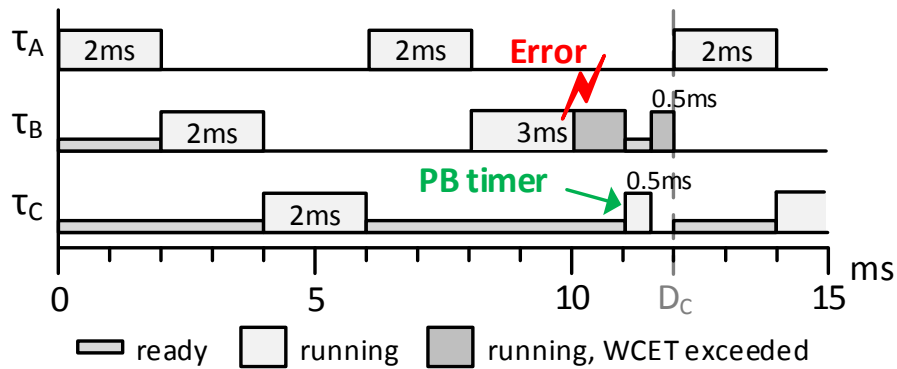 τA 2ms 2ms 2ms
Error
τB 2ms 3ms 0.5ms
PB timer
τC 2ms 0.5ms
0 5 10 DC 15 ms
ready running running, WCET exceeded